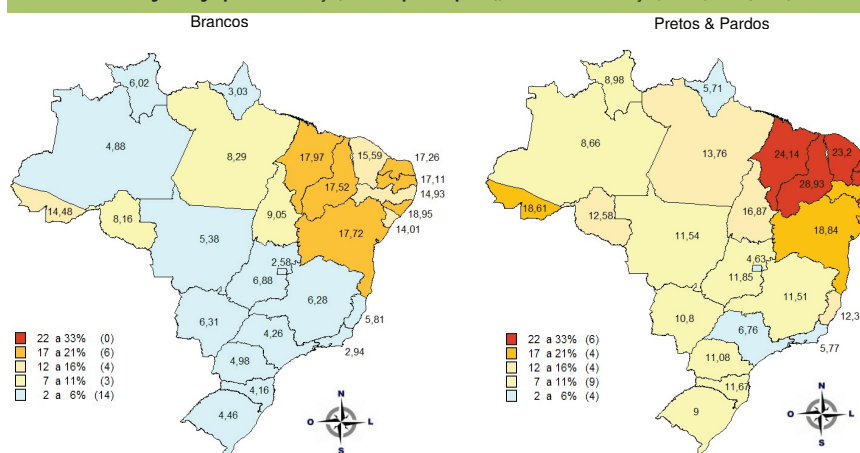 Brancos
6,02
3,03
4,88
8,29
17,97
15,59
17,26
17,11
17,52
14,93
18,95
14,01
14,48
8,16
9,05
17,72
5,38
2,58
6,88
6,28
5,81
6,31
4,26
2,94
4,98
4,16
4,46
22 a 33% (0)
17 a 21% (6)
12 a 16% (4)
7 a 11% (3)
2 a 6% (14)
N
O L
S
Pretos & Pardos
8,98
5,71
8,66
13,76
24,14
23,2
28,93
18,61
12,58
16,87
18,84
11,54
4,63
11,85
11,51
12,3
10,8
6,76
5,77
11,08
11,67
9
22 a 33% (6)
17 a 21% (4)
12 a 16% (4)
7 a 11% (9)
2 a 6% (4)
N
O L
S